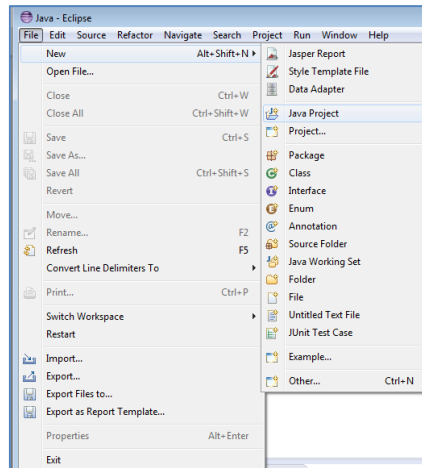 Java - Eclipse
File Edit Source Refactor Navigate Search Project Run Window Help
New Alt+Shift+N
Open File...
Close Ctrl+W
Close All Ctrl+Shift+W
Save Ctrl+S
Save As...
Save All Ctrl+Shift+S
Revert
Move...
Rename... F2
Refresh F5
Convert Line Delimiters To
Print... Ctrl+P
Switch Workspace
Restart
Import...
Export...
Export Files to...
Export as Report Template...
Properties Alt+Enter
Exit
Jasper Report
Style Template File
Data Adapter
Java Project
Project...
Package
Class
Interface
Enum
Annotation
Source Folder
Java Working Set
Folder
File
Untitled Text File
JUnit Test Case
Example...
Other... Ctrl+N